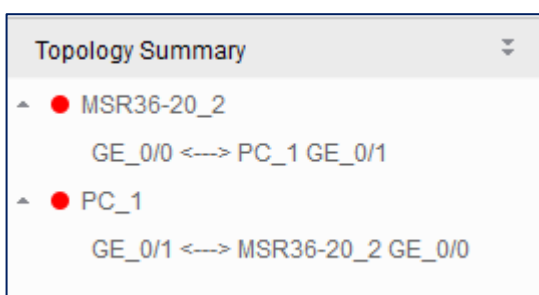 Topology Summary
MSR36-20_2
GE_0/0 <---> PC_1 GE_0/1
PC_1
GE_0/1 <---> MSR36-20_2 GE_0/0